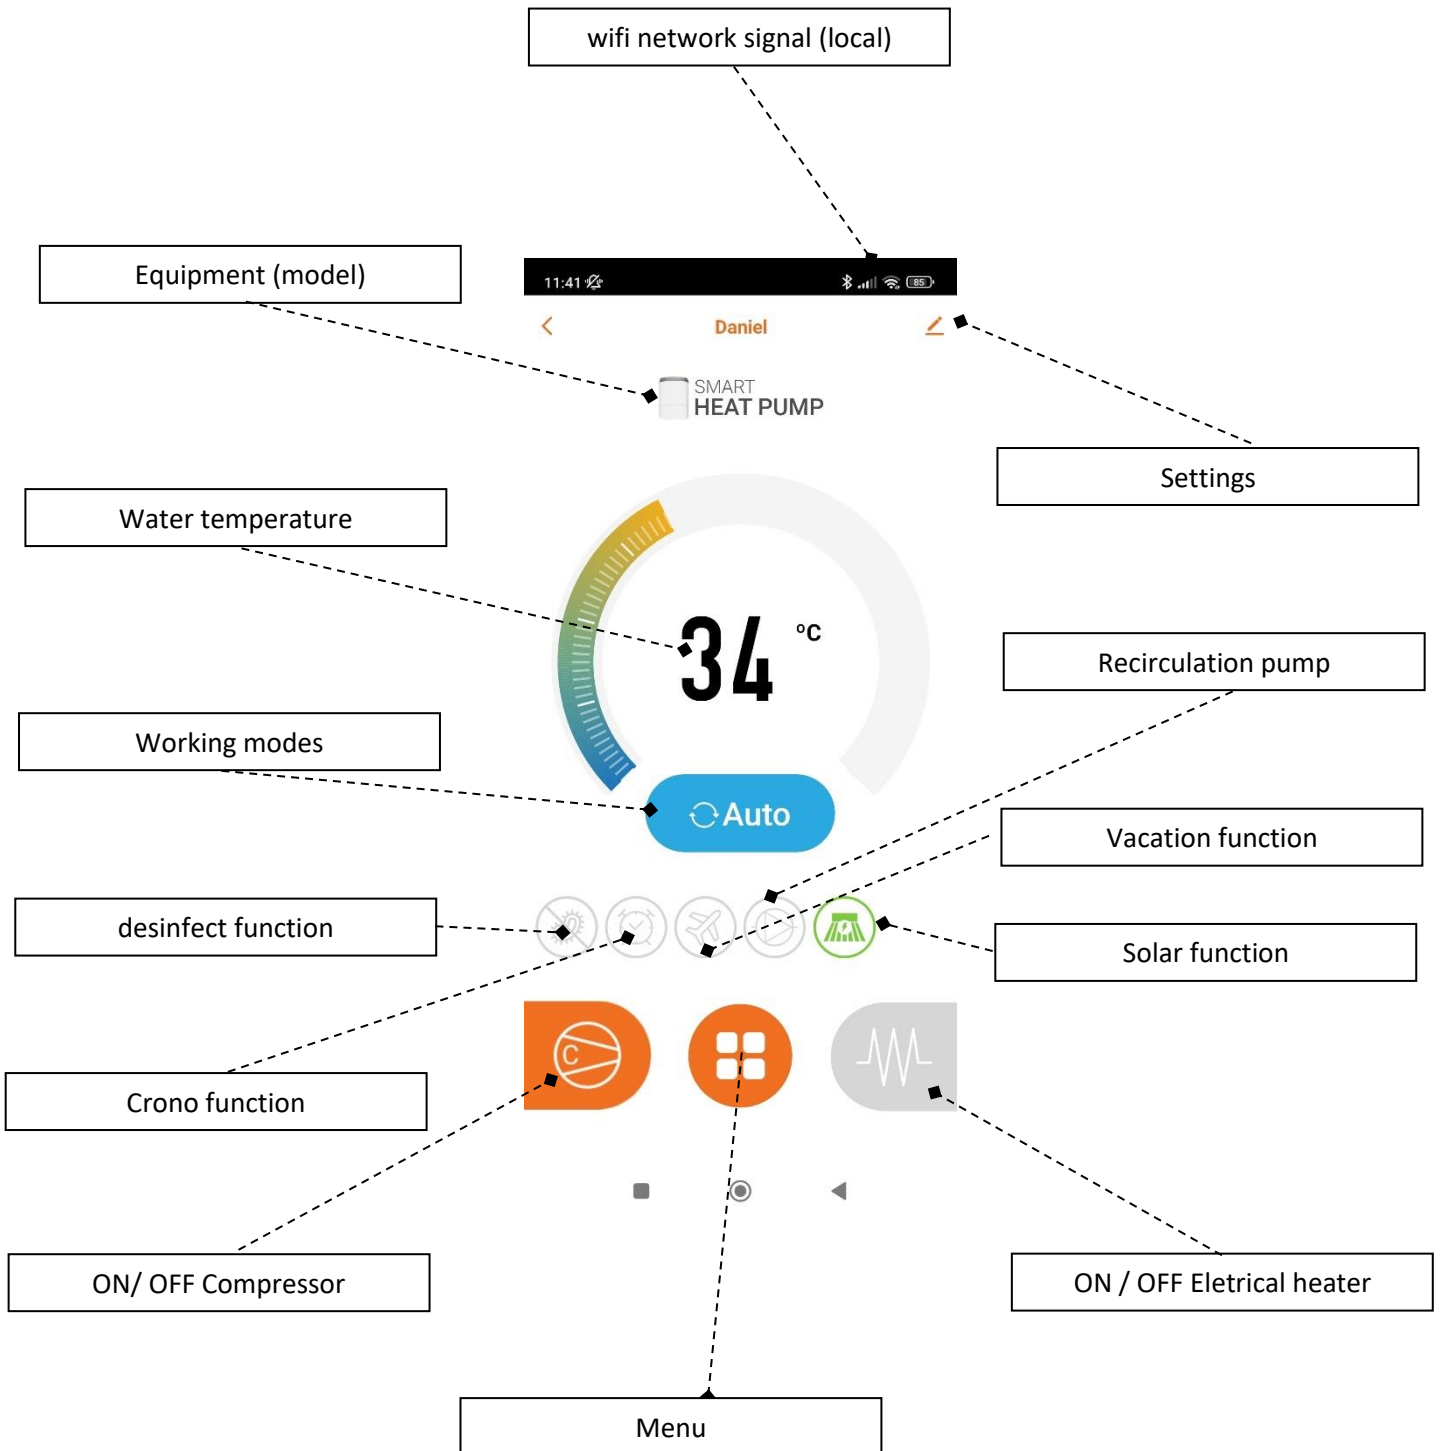 wifi network signal (local)
Equipment (model)
11:41
85
Daniel
SMART
HEAT PUMP
Settings
Water temperature
34 °C
Recirculation pump
Working modes
Auto
Vacation function
desinfect function
Solar function
C
Crono function
ON/ OFF Compressor
ON / OFF Eletrical heater
Menu